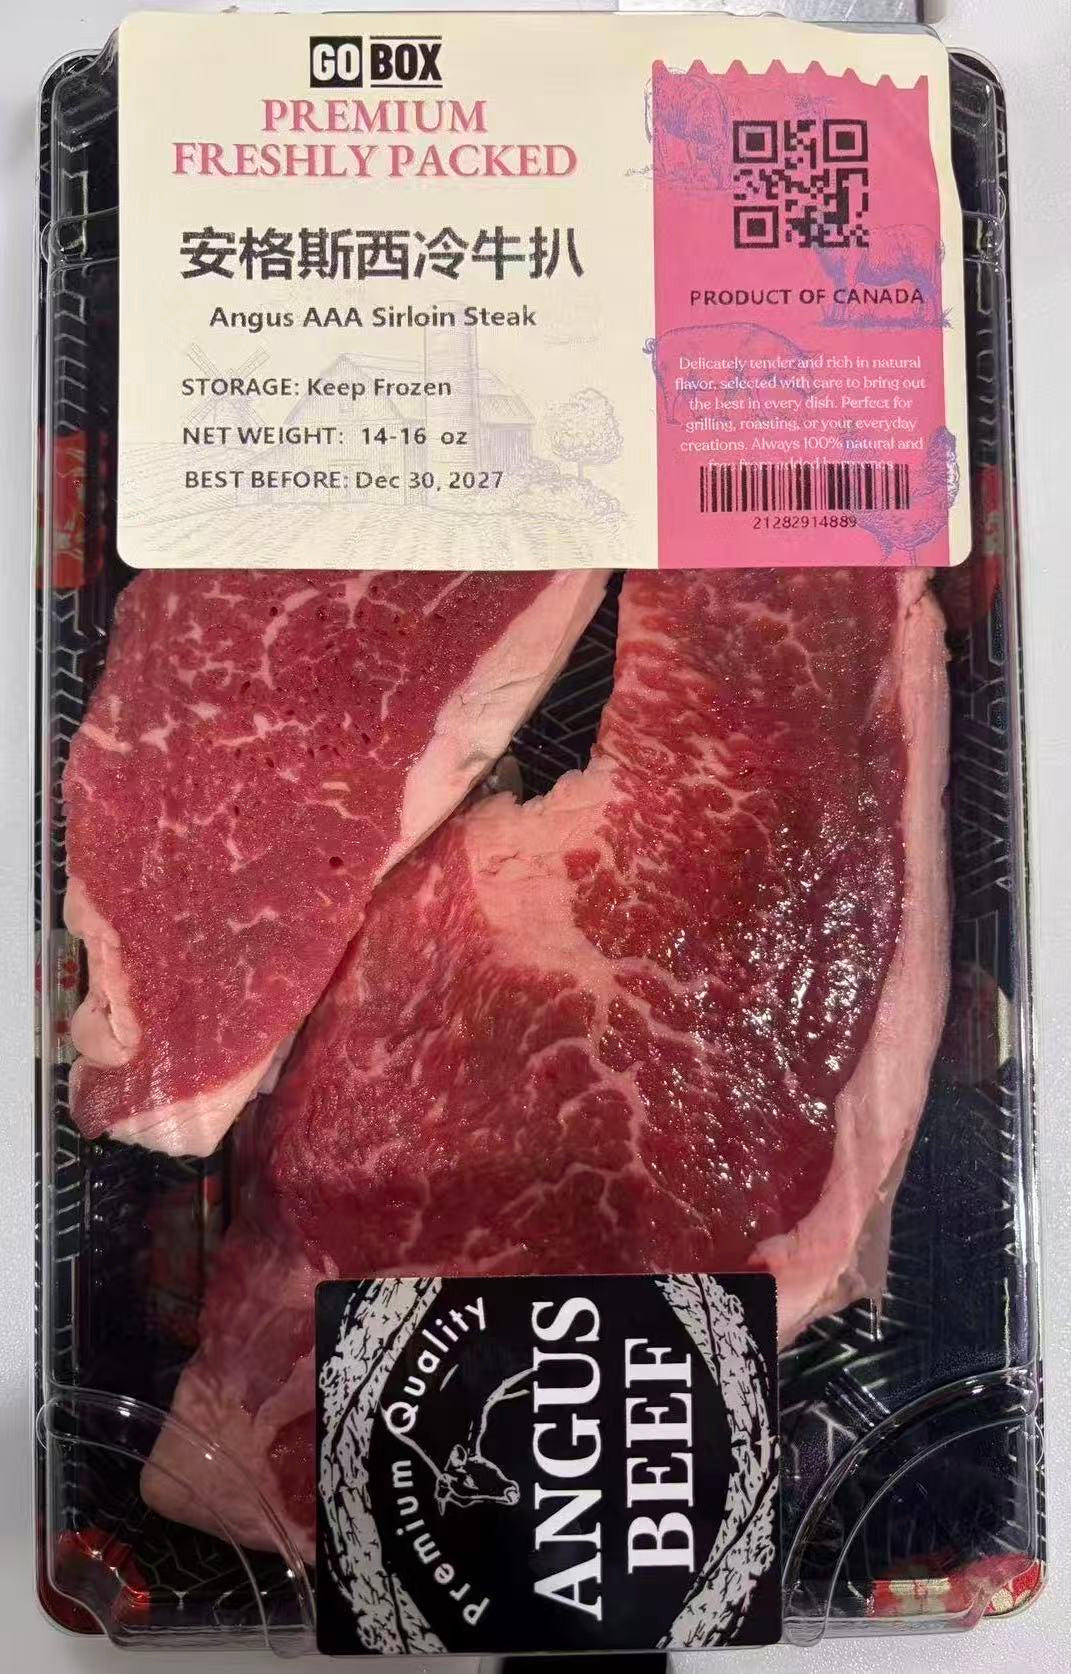 GO BOX
PREMIUM
FRESHLY PACKED
安格斯西冷牛扒
Angus AAA Sirloin Steak
STORAGE: Keep Frozen
NET WEIGHT: 14-16 oz
BEST BEFORE: Dec 30, 2027
PRODUCT OF CANADA
Delicately tender and rich in natural
flavor, selected with care to bring out
the best in every dish. Perfect for
grilling, roasting, or your everyday
creations. Always 100% natural and
21282914889
Premium Quality
ANGUS
BEEF